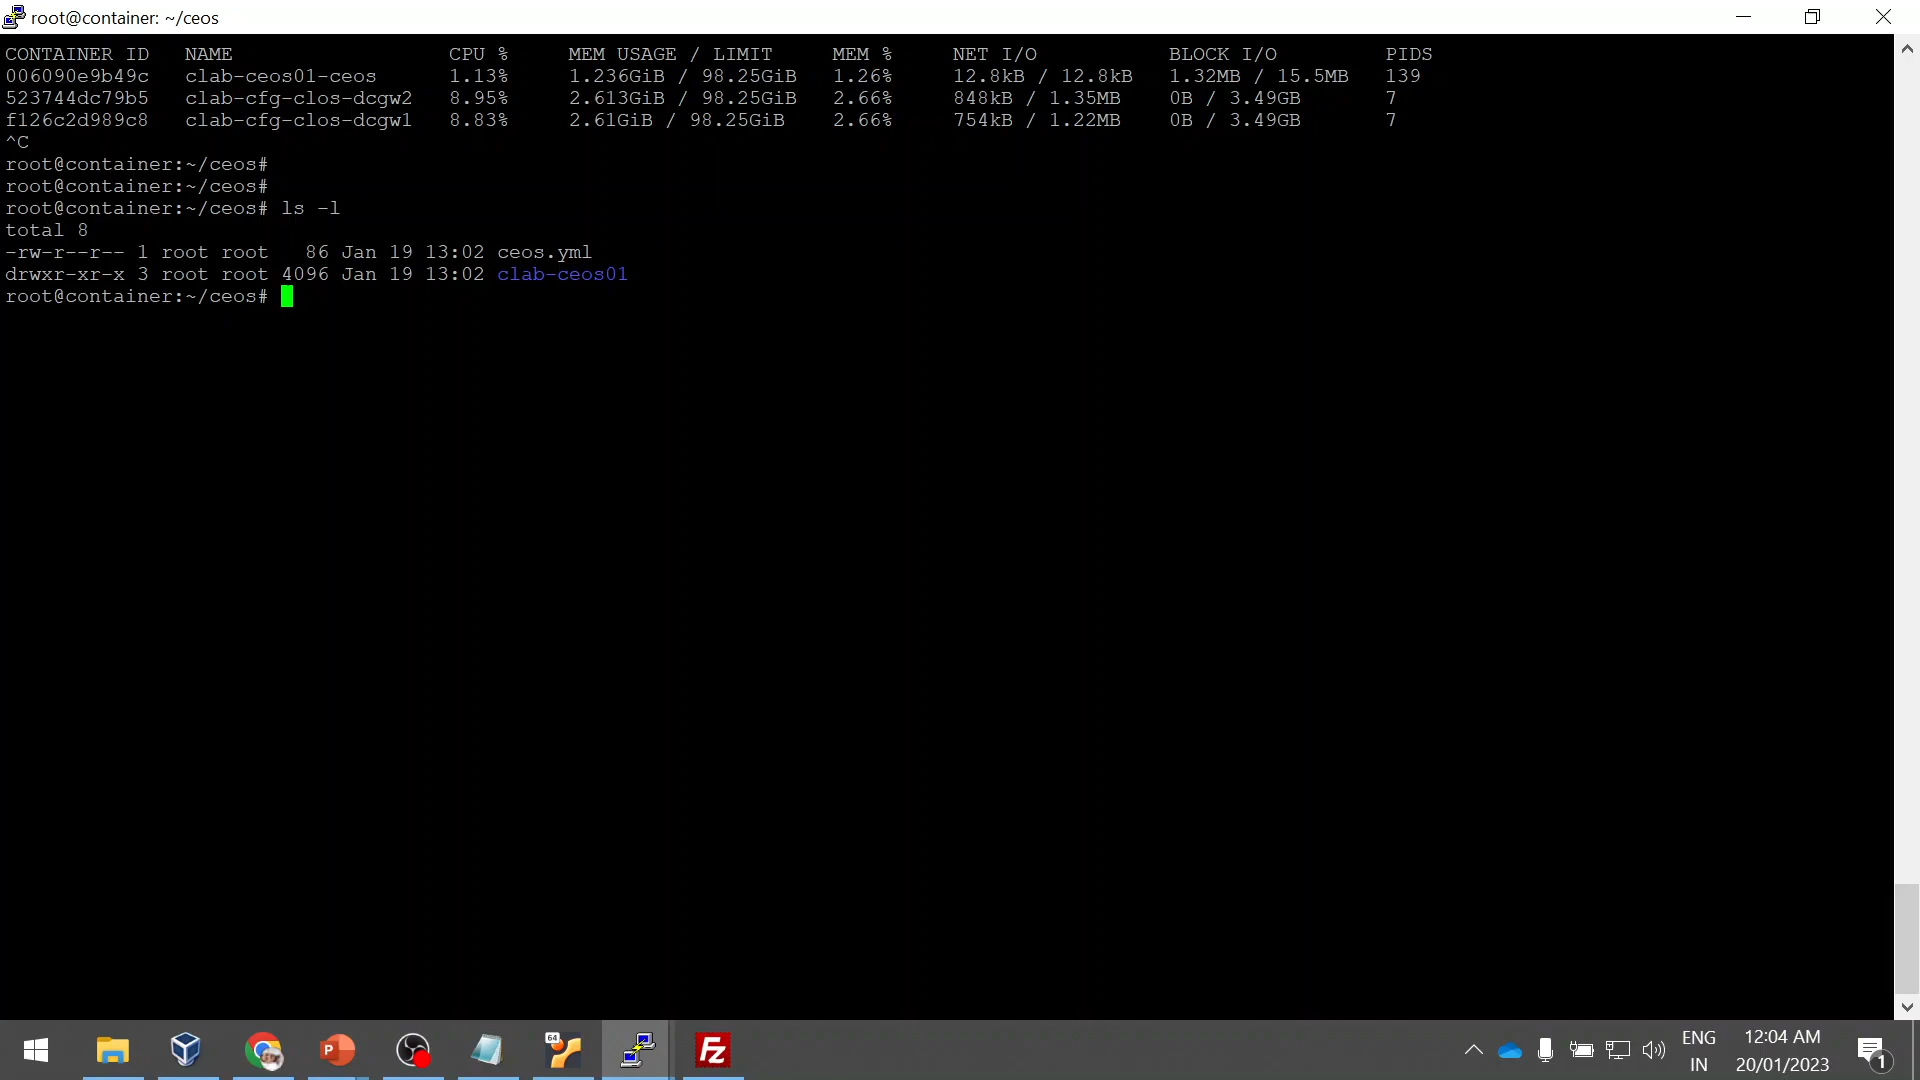 root@container: ~/ceos
CONTAINER ID   NAME                  CPU %     MEM USAGE / LIMIT     MEM %     NET I/O           BLOCK I/O         PIDS
006090e9b49c   clab-ceos01-ceos      1.13%     1.236GiB / 98.25GiB   1.26%     12.8kB / 12.8kB   1.32MB / 15.5MB   139
523744dc79b5   clab-cfg-clos-dcgw2   8.95%     2.613GiB / 98.25GiB   2.66%     848kB / 1.35MB    0B / 3.49GB       7
f126c2d989c8   clab-cfg-clos-dcgw1   8.83%     2.61GiB / 98.25GiB    2.66%     754kB / 1.22MB    0B / 3.49GB       7
^C
root@container:~/ceos#
root@container:~/ceos#
root@container:~/ceos# ls -l
total 8
-rw-r--r-- 1 root root   86 Jan 19 13:02 ceos.yml
drwxr-xr-x 3 root root 4096 Jan 19 13:02 clab-ceos01
root@container:~/ceos#
P
64
Fz
ENG
IN
12:04 AM
20/01/2023
1